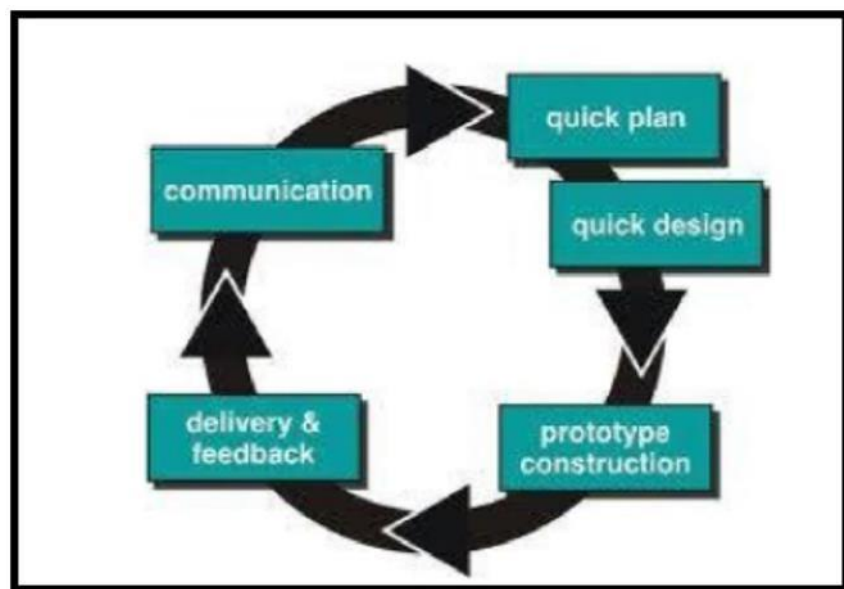 communication
quick plan
quick design
prototype
construction
delivery &
feedback